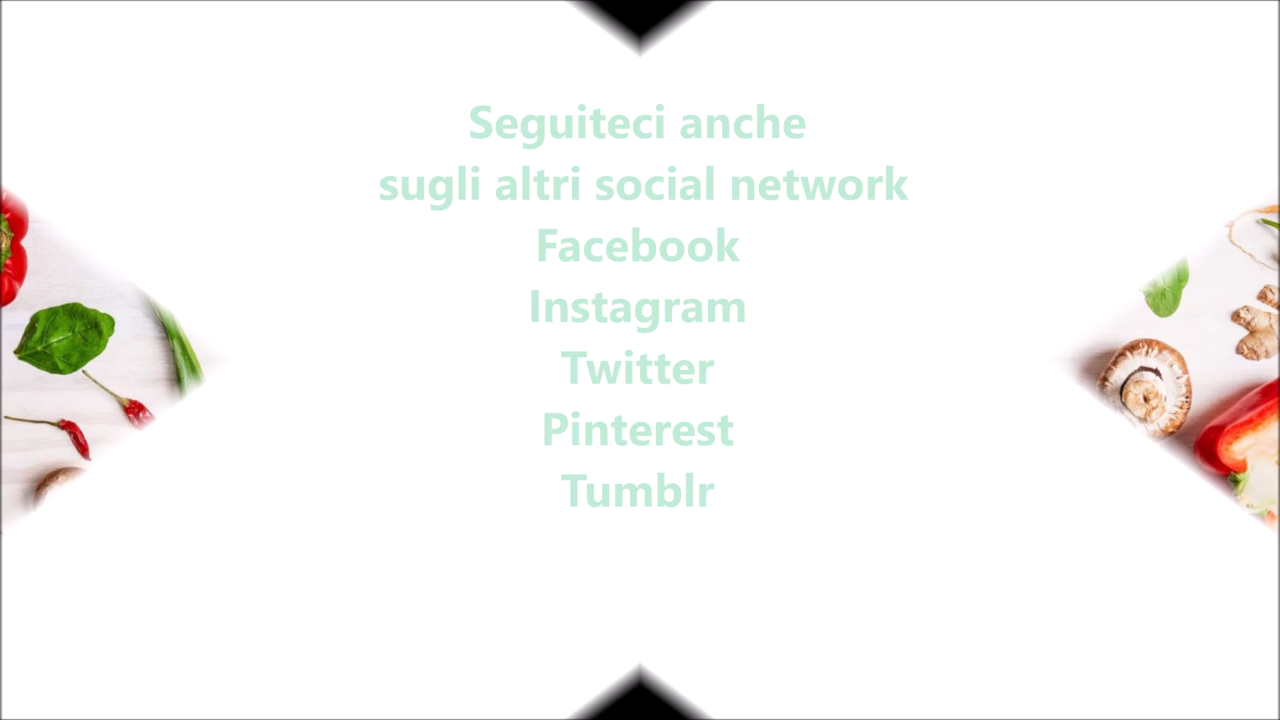 Seguiteci anche
sugli altri social network
Facebook
Instagram
Twitter
Pinterest
Tumblr